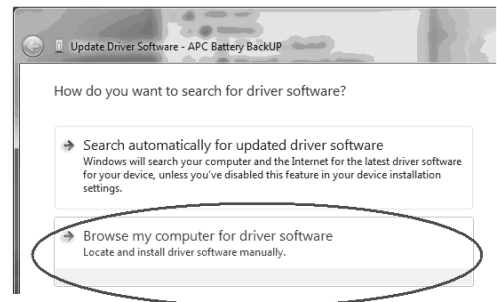 Update Driver Software - APC Battery BackUP
How do you want to search for driver software?
Search automatically for updated driver software
Windows will search your computer and the Internet for the latest driver software
for your device, unless you've disabled this feature in your device installation
settings.
Browse my computer for driver software
Locate and install driver software manually.